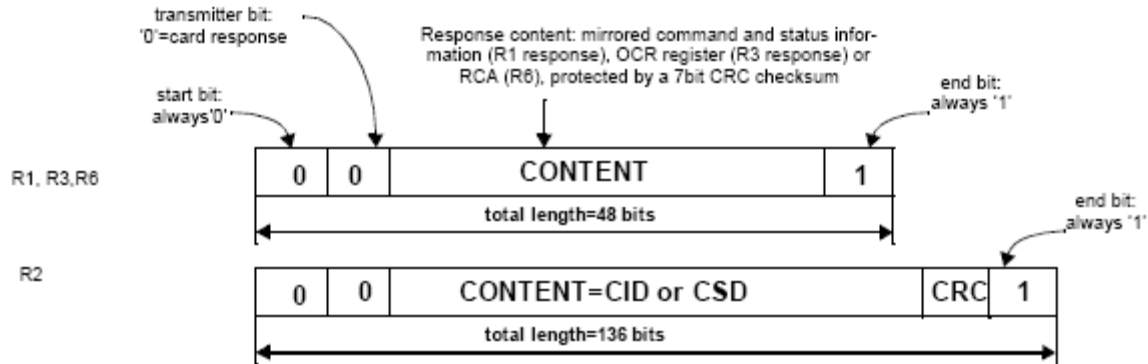 transmitter bit:
'0'=card response
Response content: mirrored command and status infor-
mation (R1 response), OCR register (R3 response) or
RCA (R6), protected by a 7bit CRC checksum
start bit:
always'0'
end bit:
always '1'
R1, R3,R6
0 0 CONTENT 1
total length=48 bits
end bit:
always '1'
R2
0 0 CONTENT=CID or CSD CRC 1
total length=136 bits